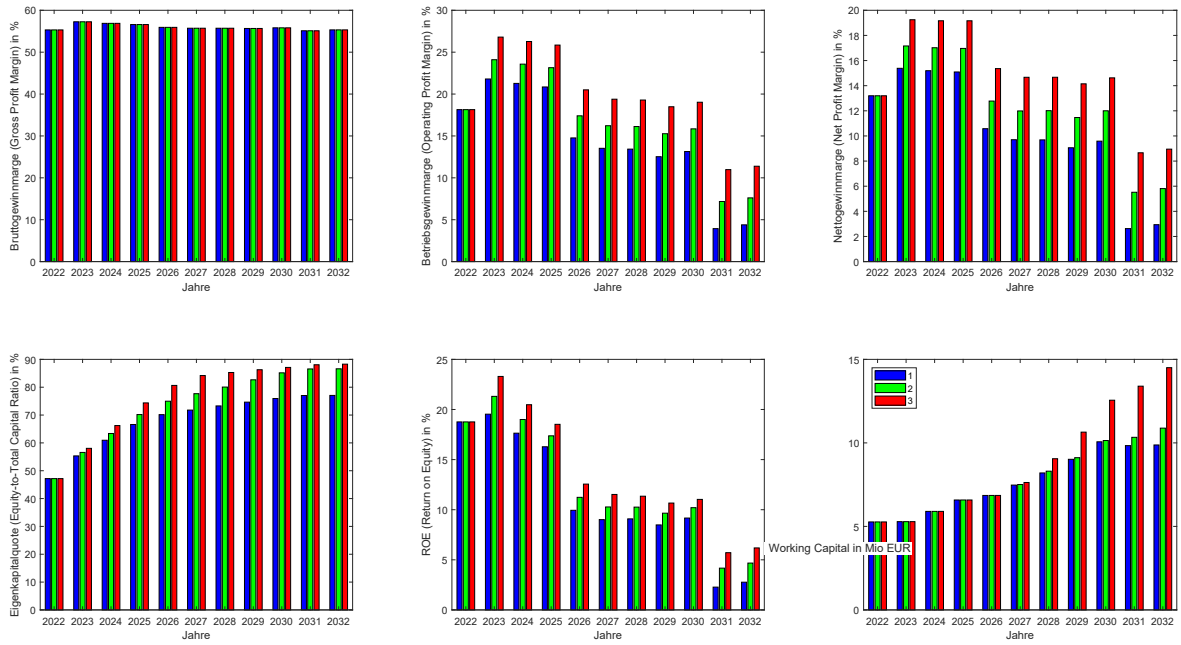 Bruttogewinnmarge (Gross Profit Margin) in %
60
50
40
30
20
10
0
2022 2023 2024 2025 2026 2027 2028 2029 2030 2031 2032
Jahre
Betriebsgewinnmarge (Operating Profit Margin) in %
30
25
20
15
10
5
0
2022 2023 2024 2025 2026 2027 2028 2029 2030 2031 2032
Jahre
Nettogewinnmarge (Net Profit Margin) in %
20
18
16
14
12
10
8
6
4
2
0
2022 2023 2024 2025 2026 2027 2028 2029 2030 2031 2032
Jahre
Eigenkapitalquote (Equity-to-Total Capital Ratio) in %
90
80
70
60
50
40
30
20
10
0
2022 2023 2024 2025 2026 2027 2028 2029 2030 2031 2032
Jahre
ROE (Return on Equity) in %
25
20
15
10
5
0
2022 2023 2024 2025 2026 2027 2028 2029 2030 2031 2032
Jahre
Working Capital in Mio EUR
15
10
5
0
1
2
3
2022 2023 2024 2025 2026 2027 2028 2029 2030 2031 2032
Jahre